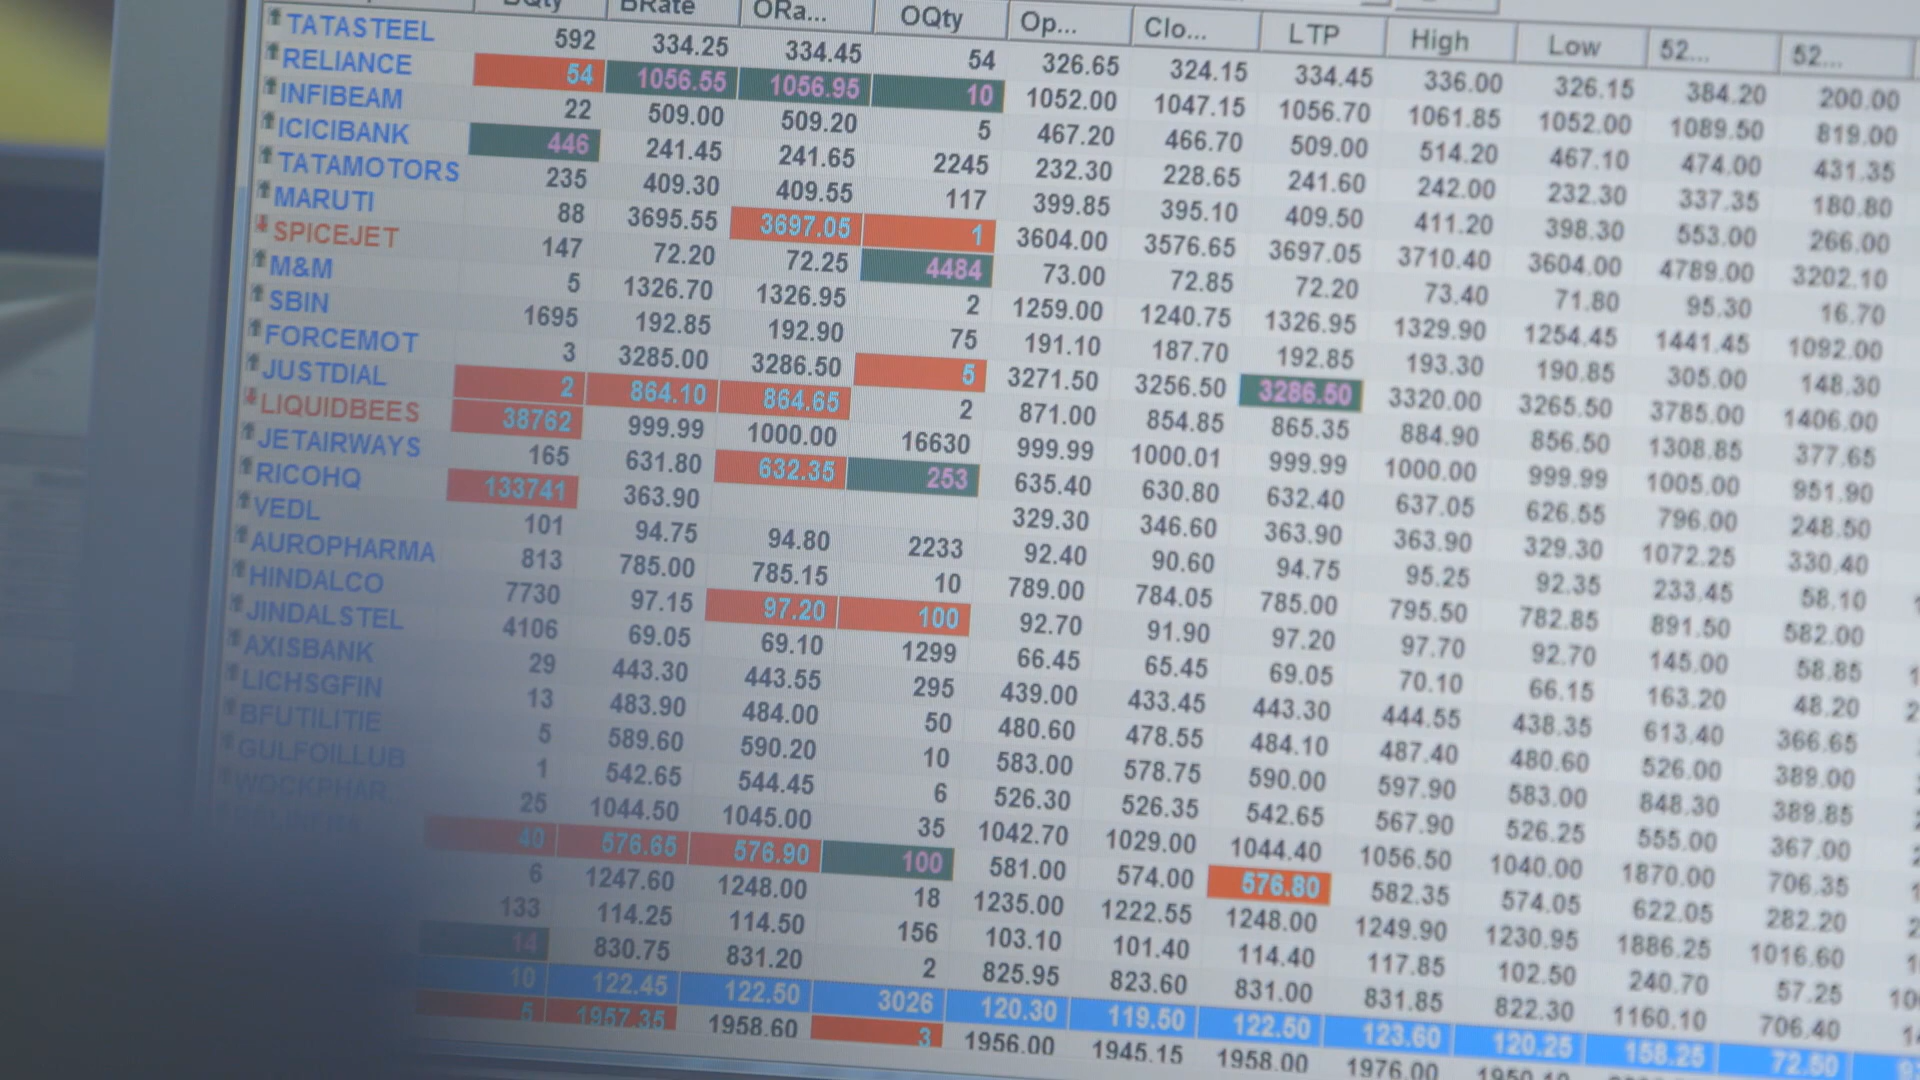 BRate ORa... OQty Op... Clo... LTP High Low 52... 52...
TATASTEEL 592 334.25 334.45 54 326.65 324.15 334.45 336.00 326.15 384.20 200.00
RELIANCE 54 1056.55 1056.95 10 1052.00 1047.15 1056.70 1061.85 1052.00 1089.50 819.00
INFIBEAM 22 509.00 509.20 5 467.20 466.70 509.00 514.20 467.10 474.00 431.35
ICICIBANK 446 241.45 241.65 2245 232.30 228.65 241.60 242.00 232.30 337.35 180.80
TATAMOTORS 235 409.30 409.55 117 399.85 395.10 409.50 411.20 398.30 553.00 266.00
MARUTI 88 3695.55 3697.05 1 3604.00 3576.65 3697.05 3710.40 3604.00 4789.00 3202.10
SPICEJET 147 72.20 72.25 4484 73.00 72.85 72.20 73.40 71.80 95.30 16.70
M&M 5 1326.70 1326.95 2 1259.00 1240.75 1326.95 1329.90 1254.45 1441.45 1092.00
SBIN 1695 192.85 192.90 75 191.10 187.70 192.85 193.30 190.85 305.00 148.30
FORCEMOT 3 3285.00 3286.50 5 3271.50 3256.50 3286.50 3320.00 3265.50 3785.00 1406.00
JUSTDIAL 2 864.10 864.65 2 871.00 854.85 865.35 884.90 856.50 1308.85 377.65
LIQUIDBEES 38762 999.99 1000.00 16630 999.99 1000.01 999.99 1000.00 999.99 1005.00 951.90
JETAIRWAYS 165 631.80 632.35 253 635.40 630.80 632.40 637.05 626.55 796.00 248.50
RICOHQ 133741 363.90 329.30 346.60 363.90 363.90 329.30 1072.25 330.40
VEDL 101 94.75 94.80 2233 92.40 90.60 94.75 95.25 92.35 233.45 58.10
AUROPHARMA 813 785.00 785.15 10 789.00 784.05 785.00 795.50 782.85 891.50 582.00
HINDALCO 7730 97.15 97.20 100 92.70 91.90 97.20 97.70 92.70 145.00 58.85
JINDALSTEL 4106 69.05 69.10 1299 66.45 65.45 69.05 70.10 66.15 163.20 48.20
AXISBANK 29 443.30 443.55 295 439.00 433.45 443.30 444.55 438.35 613.40 366.65
LICHSGFIN 13 483.90 484.00 50 480.60 478.55 484.10 487.40 480.60 526.00 389.00
BFUTILITIE 5 589.60 590.20 10 583.00 578.75 590.00 597.90 583.00 848.30 389.85
GULFOILLUB 1 542.65 544.45 6 526.30 526.35 542.65 567.90 526.25 555.00 367.00
WOCKPHAR 25 1044.50 1045.00 35 1042.70 1029.00 1044.40 1056.50 1040.00 1870.00 706.35
40 576.65 576.90 100 581.00 574.00 576.80 582.35 574.05 622.05 282.20
6 1247.60 1248.00 18 1235.00 1222.55 1248.00 1249.90 1230.95 1886.25 1016.60
133 114.25 114.50 156 103.10 101.40 114.40 117.85 102.50 240.70 57.25
14 830.75 831.20 2 825.95 823.60 831.00 831.85 822.30 1160.10 706.40
10 122.45 122.50 3026 120.30 119.50 122.50 123.60 120.25 158.25 72.50
5 1957.35 1958.60 3 1956.00 1945.15 1958.00 1976.00